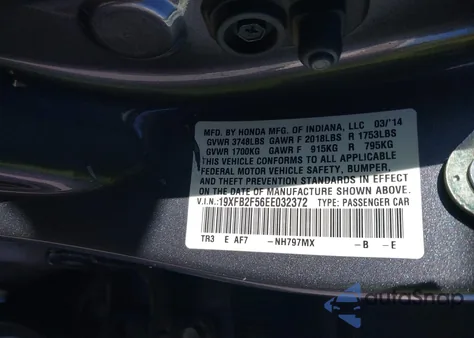 MFD. BY HONDA MFG. OF INDIANA, LLC 03/'14
GVWR 3748LBS GAWR F 2018LBS R 1753LBS
GVWR 1700KG GAWR F 915KG R 795KG
THIS VEHICLE CONFORMS TO ALL APPLICABLE
FEDERAL MOTOR VEHICLE SAFETY, BUMPER,
AND THEFT PREVENTION STANDARDS IN EFFECT
ON THE DATE OF MANUFACTURE SHOWN ABOVE.
V.I.N.: 19XFB2F56EE032372 TYPE: PASSENGER CAR
TR3 E AF7 -NH797MX -B -E
autoSnap